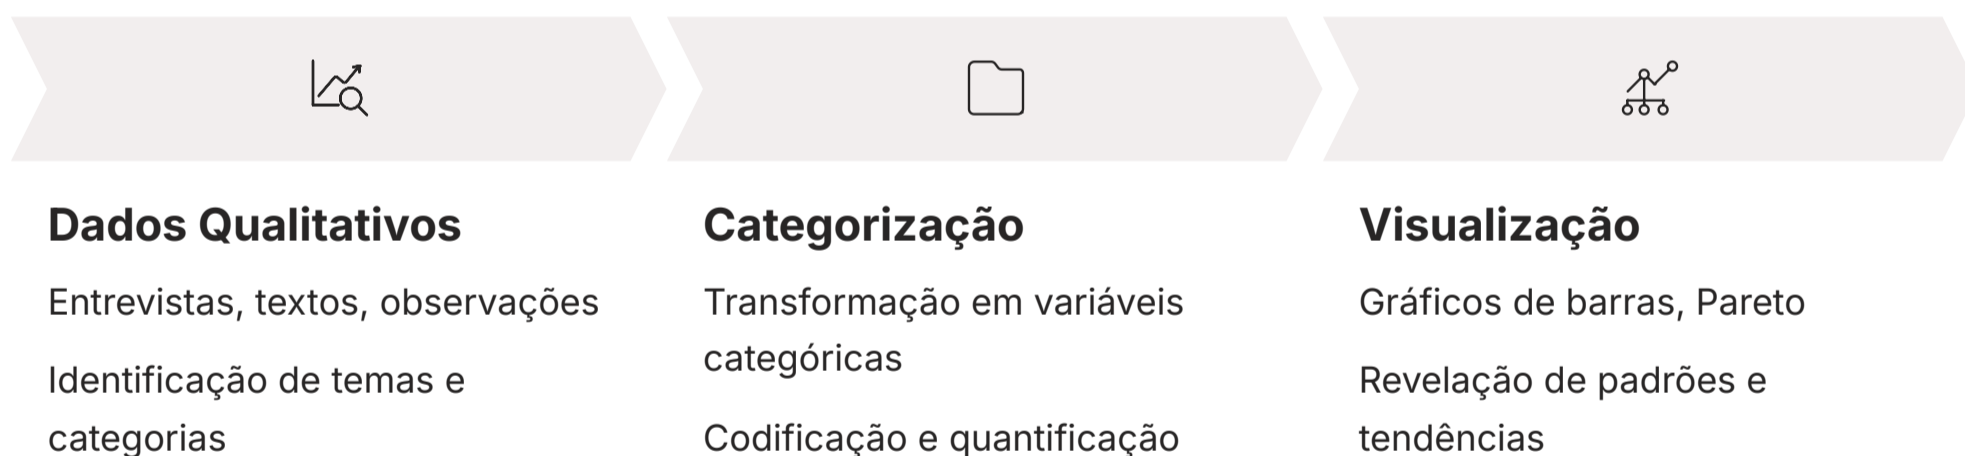 Dados Qualitativos
Entrevistas, textos, observações
Identificação de temas e
categorias
Categorização
Transformação em variáveis
categóricas
Codificação e quantificação
Visualização
Gráficos de barras, Pareto
Revelação de padrões e
tendências